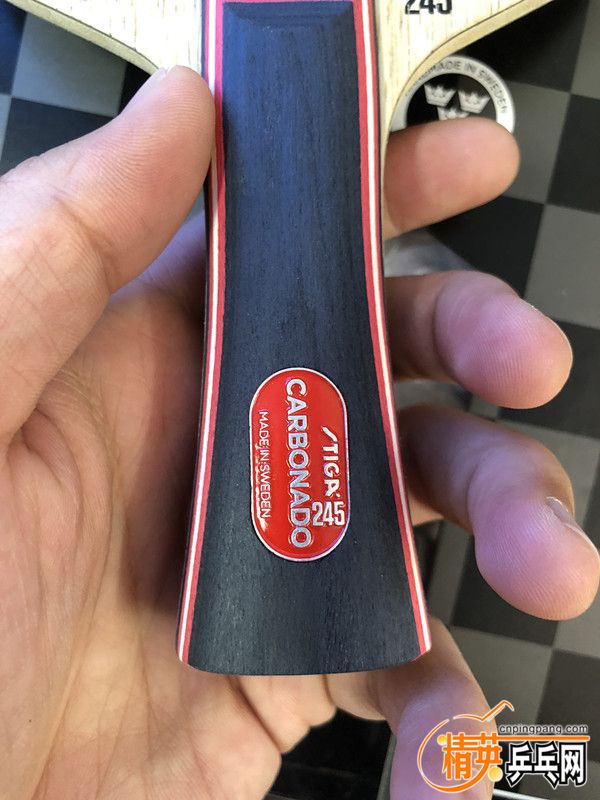 245
MADE IN SWEDEN
STIGA
CARBONADO
245
MADE IN SWEDEN
cnpingpang.com
精英乒乓网